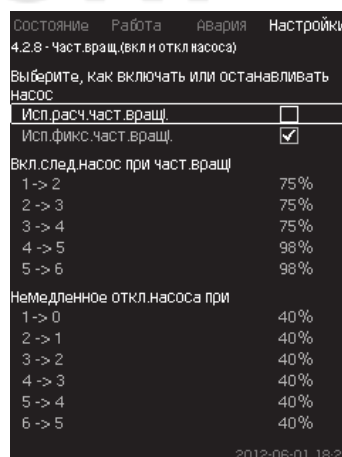 Состояние Работа Авария Настройки
4.2.8 - Част.вращ.(вкл и откл насоса)
Выберите, как включать или останавливать
насос
Исп.расч.част.вращ.
Исп.фикс.част.вращ.
Вкл.след.насос при част.вращ
1 -> 2 75%
2 -> 3 75%
3 -> 4 75%
4 -> 5 98%
5 -> 6 98%
Немедленное откл.насоса при
1 -> 0 40%
2 -> 1 40%
3 -> 2 40%
4 -> 3 40%
5 -> 4 40%
6 -> 5 40%
2012-06-01 18:2